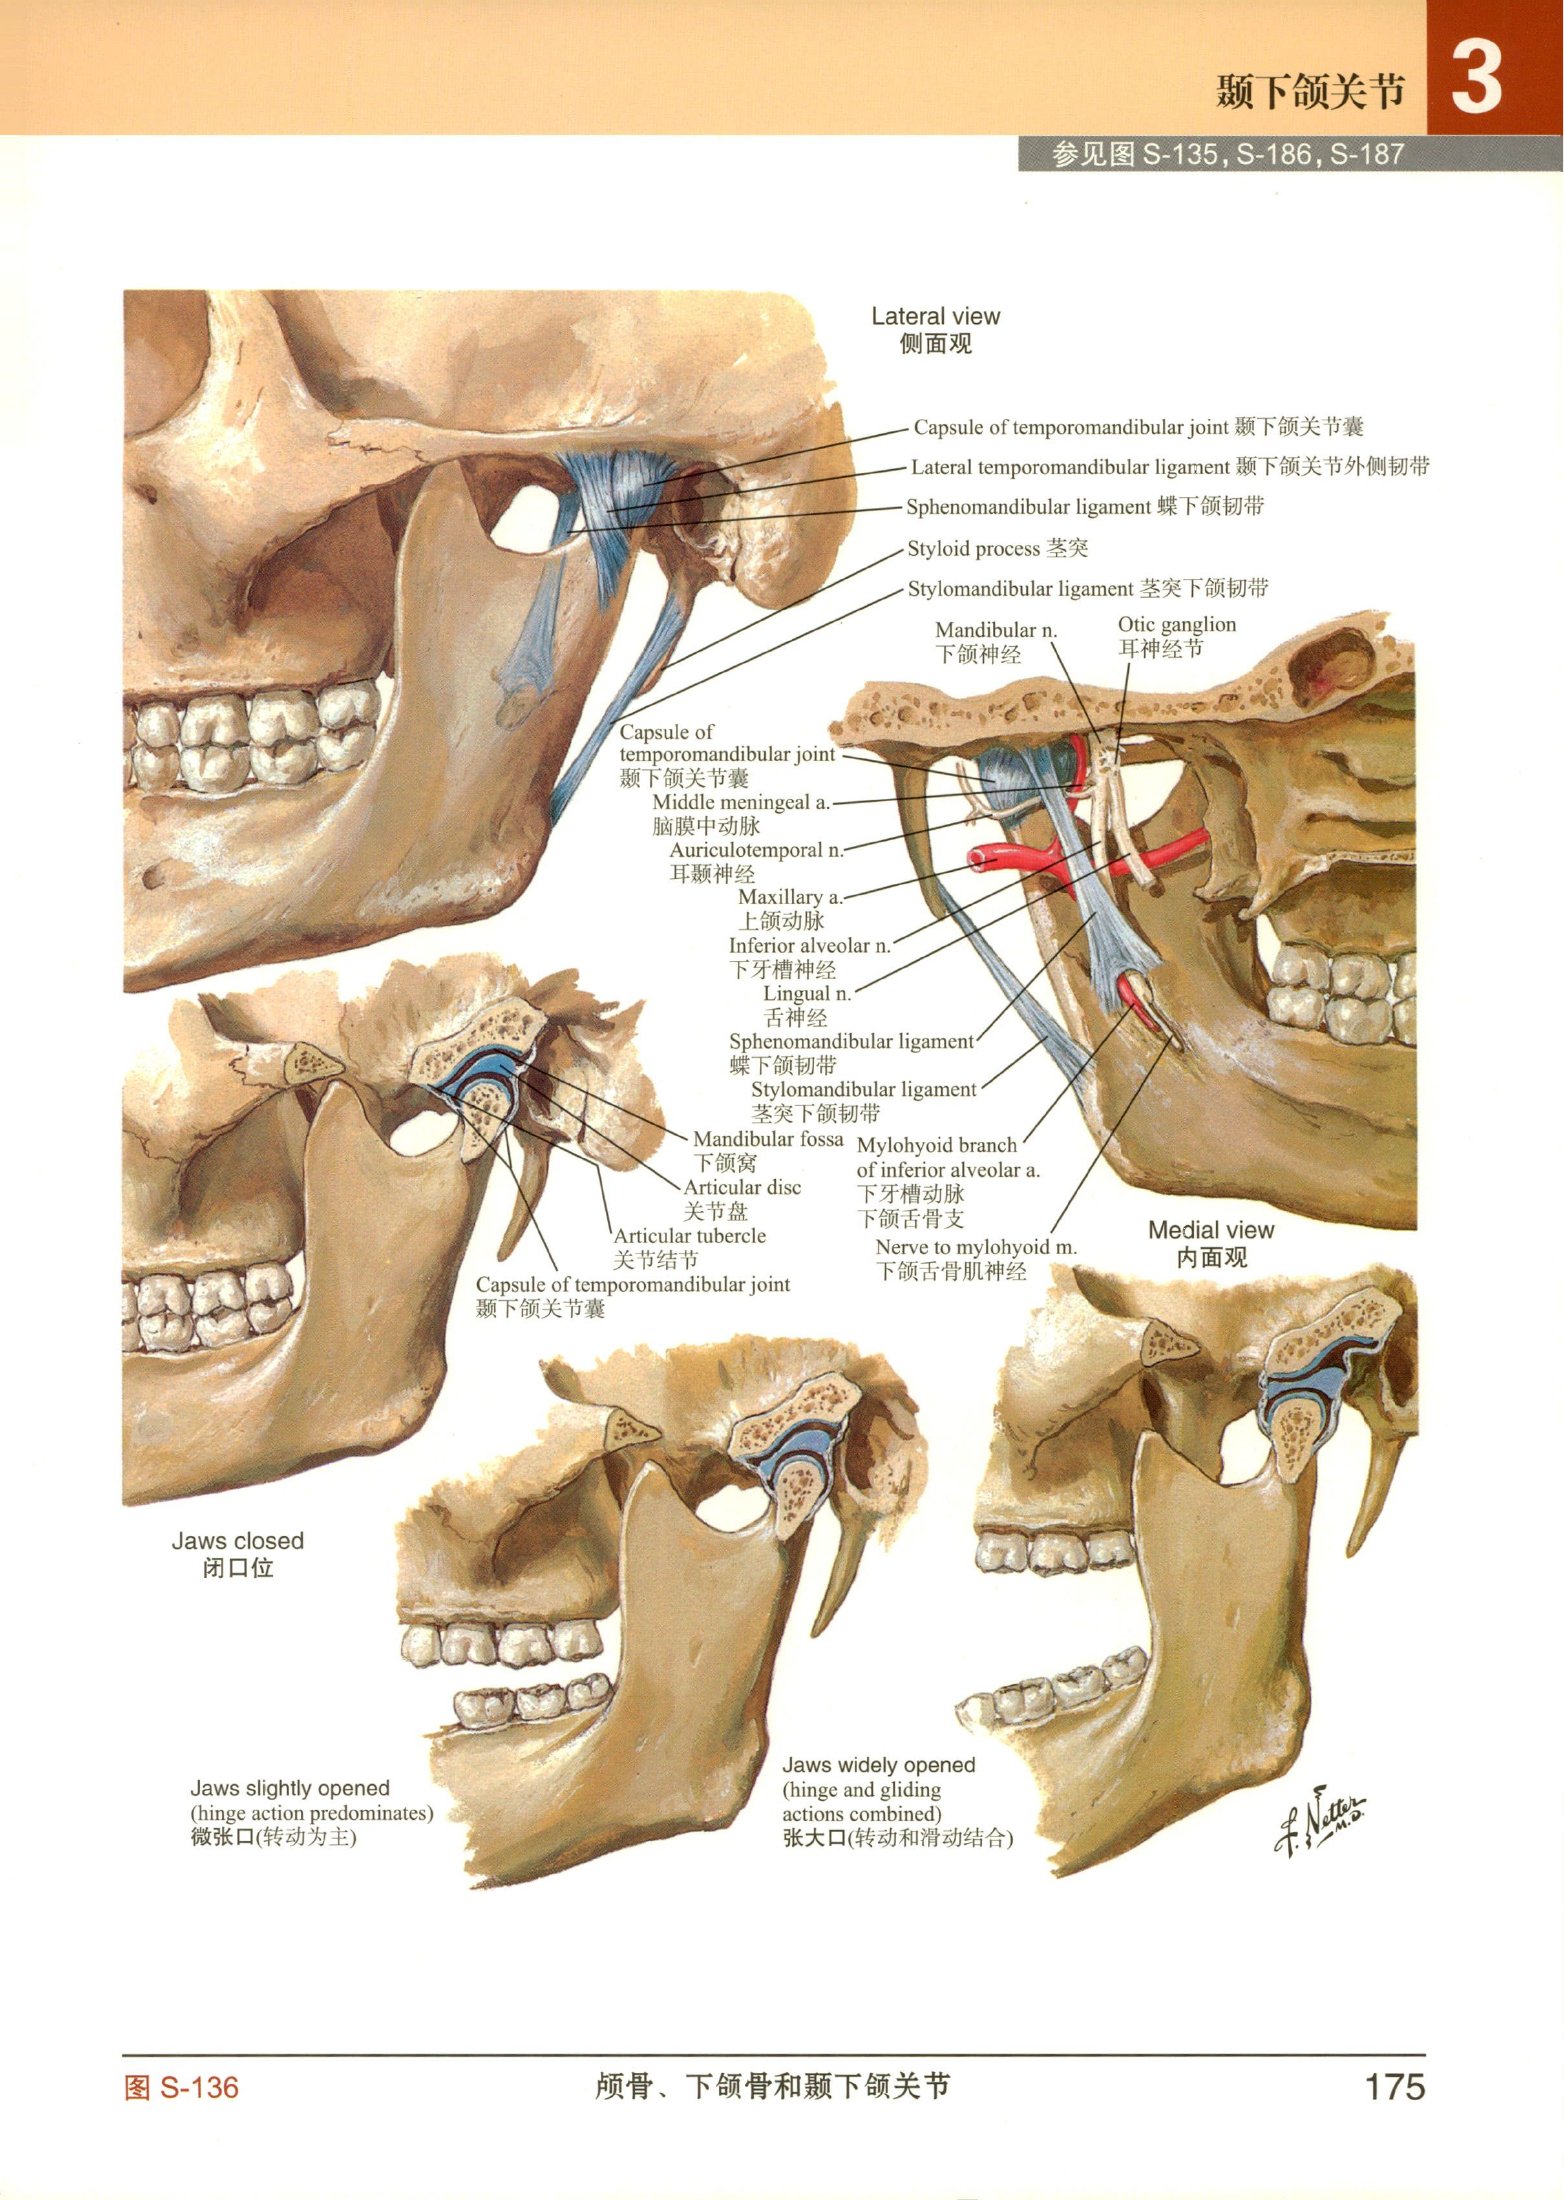 颞下颌关节
3
参见图 S-135, S-186, S-187
Lateral view
侧面观
Capsule of temporomandibular joint 颞下颌关节囊
Lateral temporomandibular ligament 颞下颌关节外侧韧带
Sphenomandibular ligament 蝶下颌韧带
Styloid process 茎突
Stylomandibular ligament 茎突下颌韧带
Mandibular n.
下颌神经
Otic ganglion
耳神经节
Capsule of
temporomandibular joint
颞下颌关节囊
Middle meningeal a.
脑膜中动脉
Auriculotemporal n.
耳颞神经
Maxillary a.
上颌动脉
Inferior alveolar n.
下牙槽神经
Lingual n.
舌神经
Sphenomandibular ligament
蝶下颌韧带
Stylomandibular ligament
茎突下颌韧带
Mandibular fossa
下颌窝
Articular disc
关节盘
Articular tubercle
关节结节
Capsule of temporomandibular joint
颞下颌关节囊
Mylohyoid branch
of inferior alveolar a.
下牙槽动脉
下颌舌骨支
Nerve to mylohyoid m.
下颌舌骨肌神经
Medial view
内面观
Jaws closed
闭口位
Jaws slightly opened
(hinge action predominates)
微张口(转动为主)
Jaws widely opened
(hinge and gliding
actions combined)
张大口(转动和滑动结合)
F. Netter
M.D.
图 S-136
颅骨、下颌骨和颞下颌关节
175